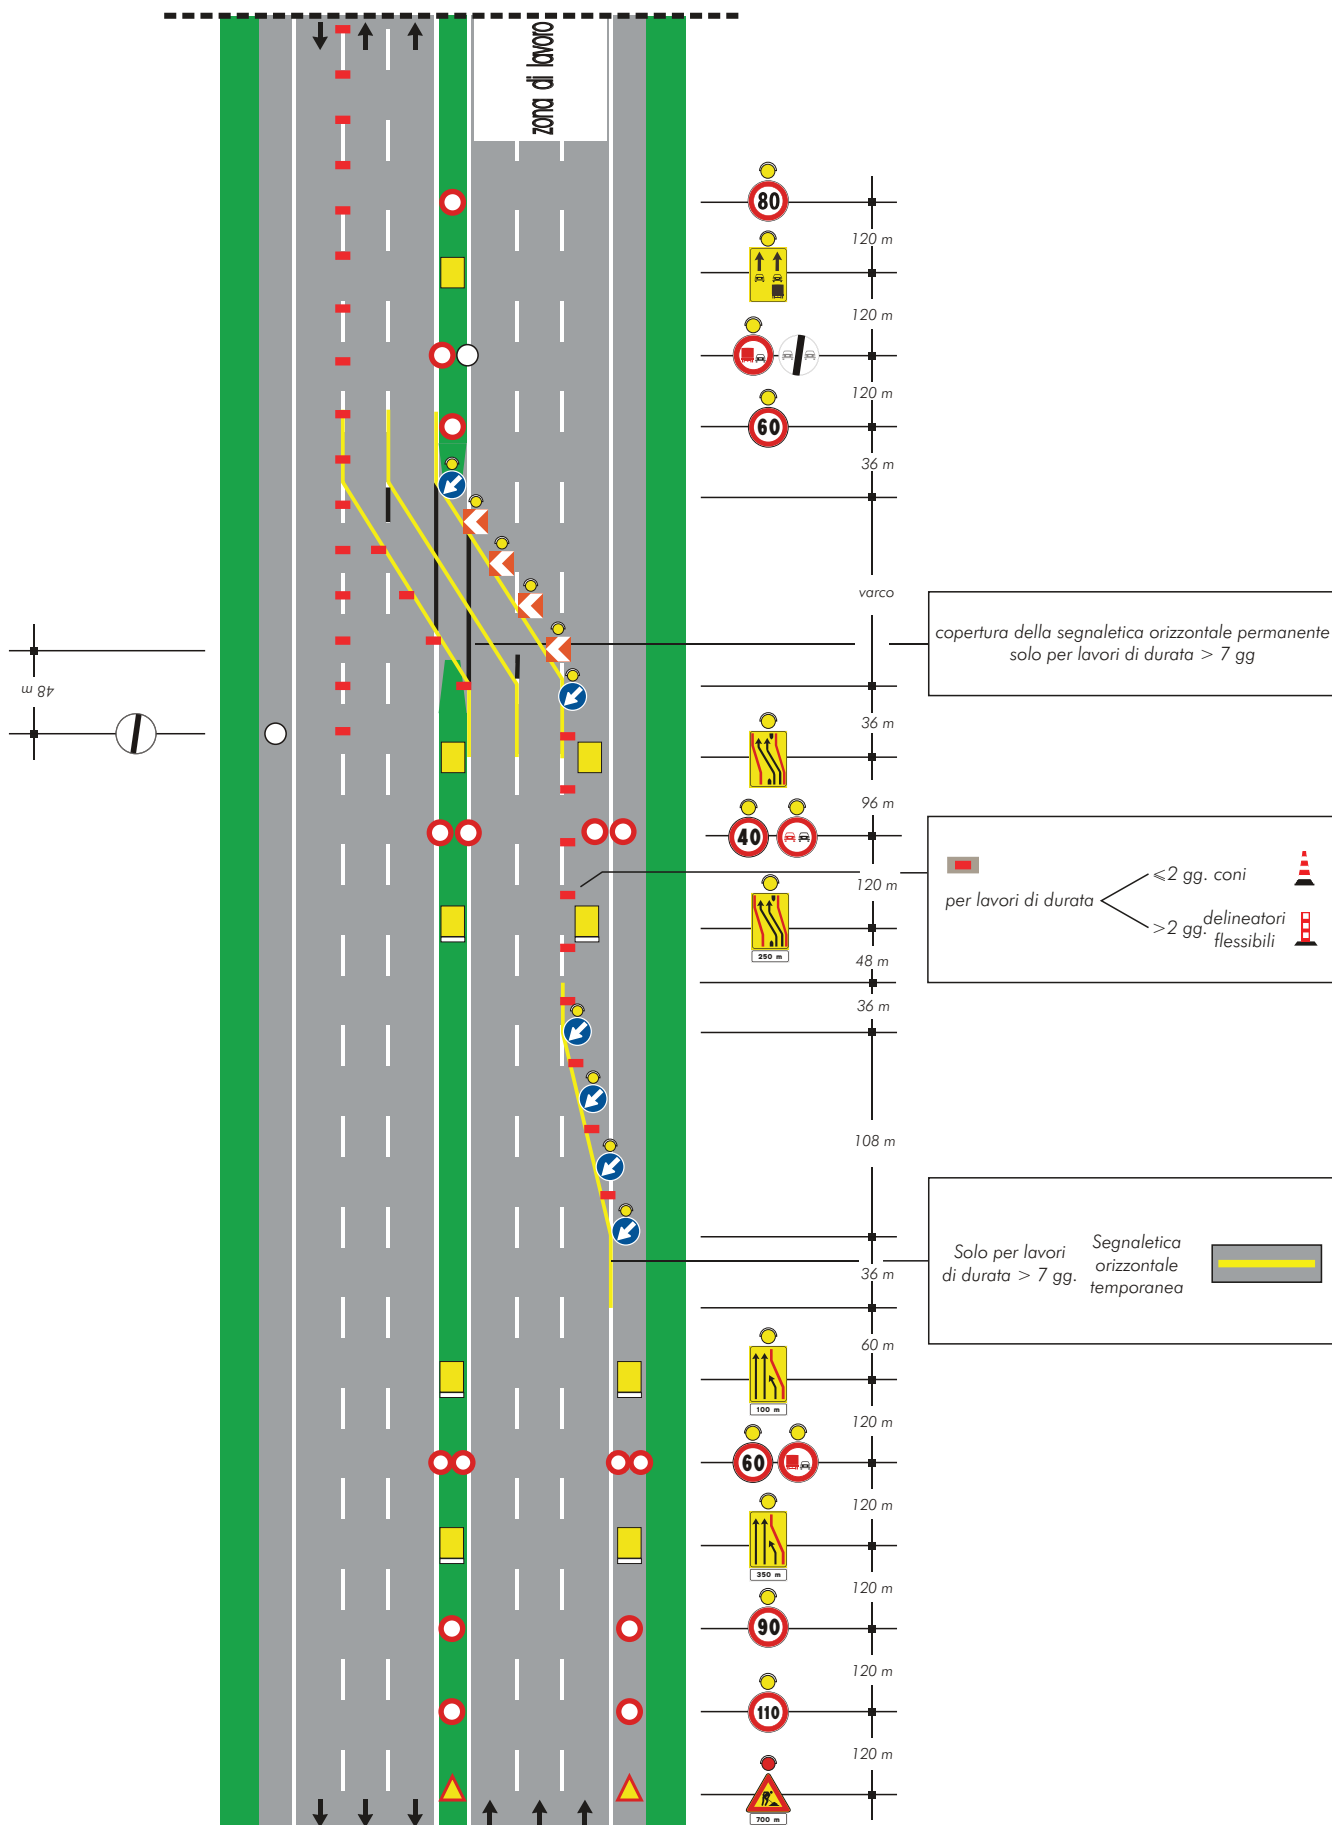 zona di lavoro
80
120 m
120 m
120 m
60
36 m
varco
copertura della segnaletica orizzontale permanente
solo per lavori di durata > 7 gg
48 m
36 m
96 m
40
120 m
⩽2 gg. coni
per lavori di durata
>2 gg. delineatori
flessibili
250 m
48 m
36 m
108 m
Solo per lavori
di durata > 7 gg.
Segnaletica
orizzontale
temporanea
36 m
60 m
100 m
120 m
60
120 m
350 m
120 m
90
120 m
110
120 m
700 m